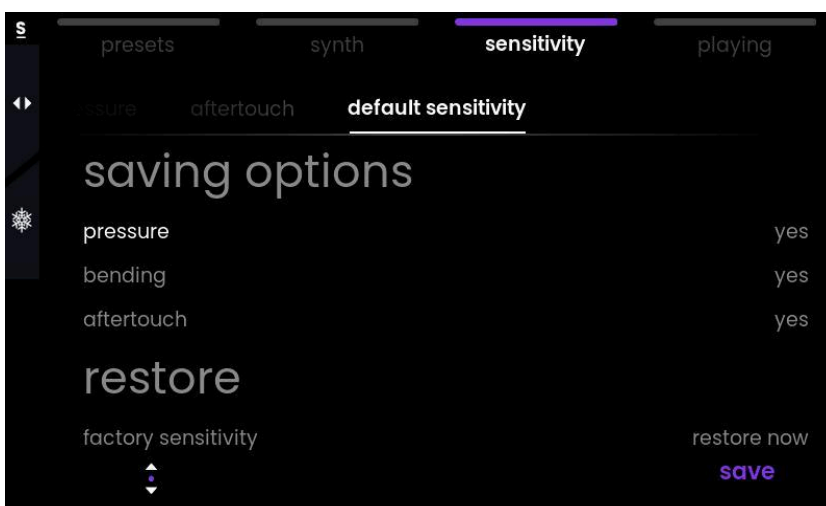 S
presets synth sensitivity playing
ssure aftertouch default sensitivity
saving options
pressure yes
bending yes
aftertouch yes
restore
factory sensitivity restore now
save